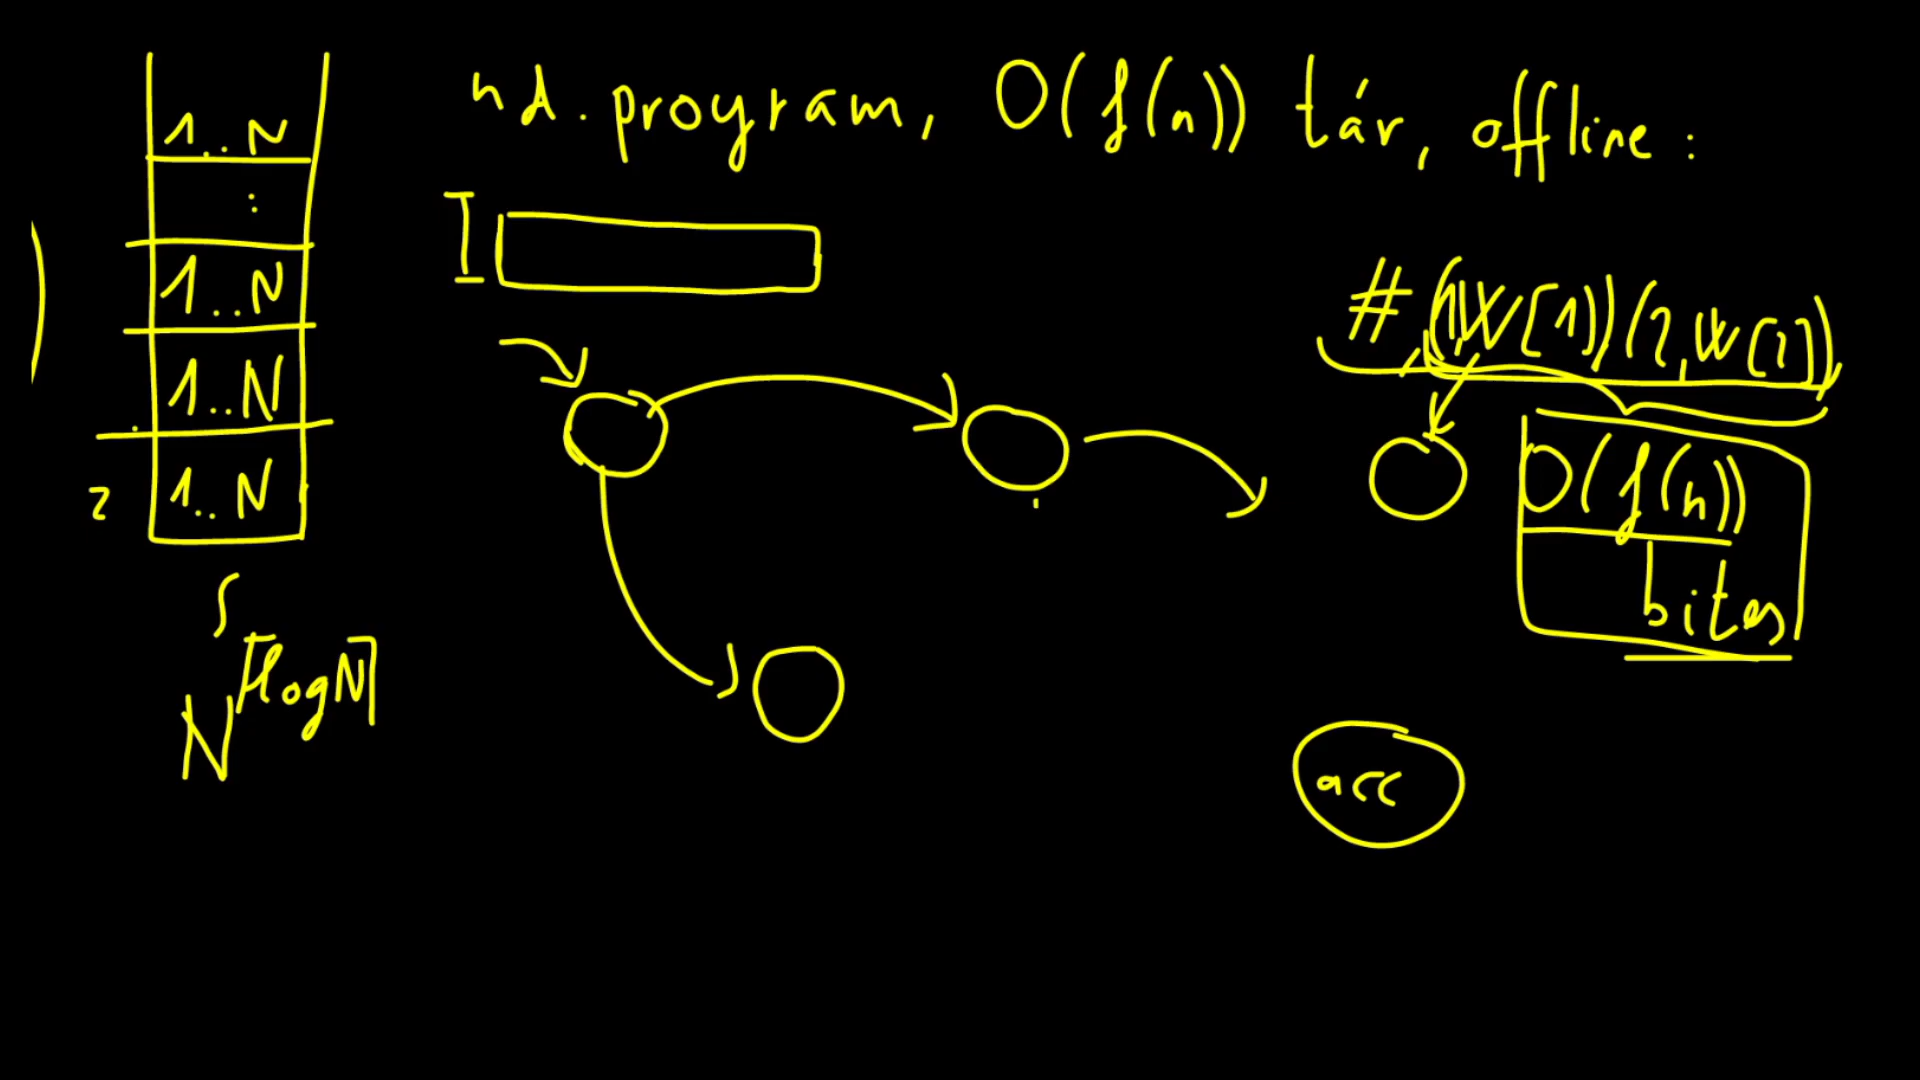 nd. program, O(f(n)) tár, offline:
1..N
:
1..N
1..N
2 1..N
N^⌈logN⌉
I
#, (1,W[1])(2,W[2])
O(f(n))
bites
acc